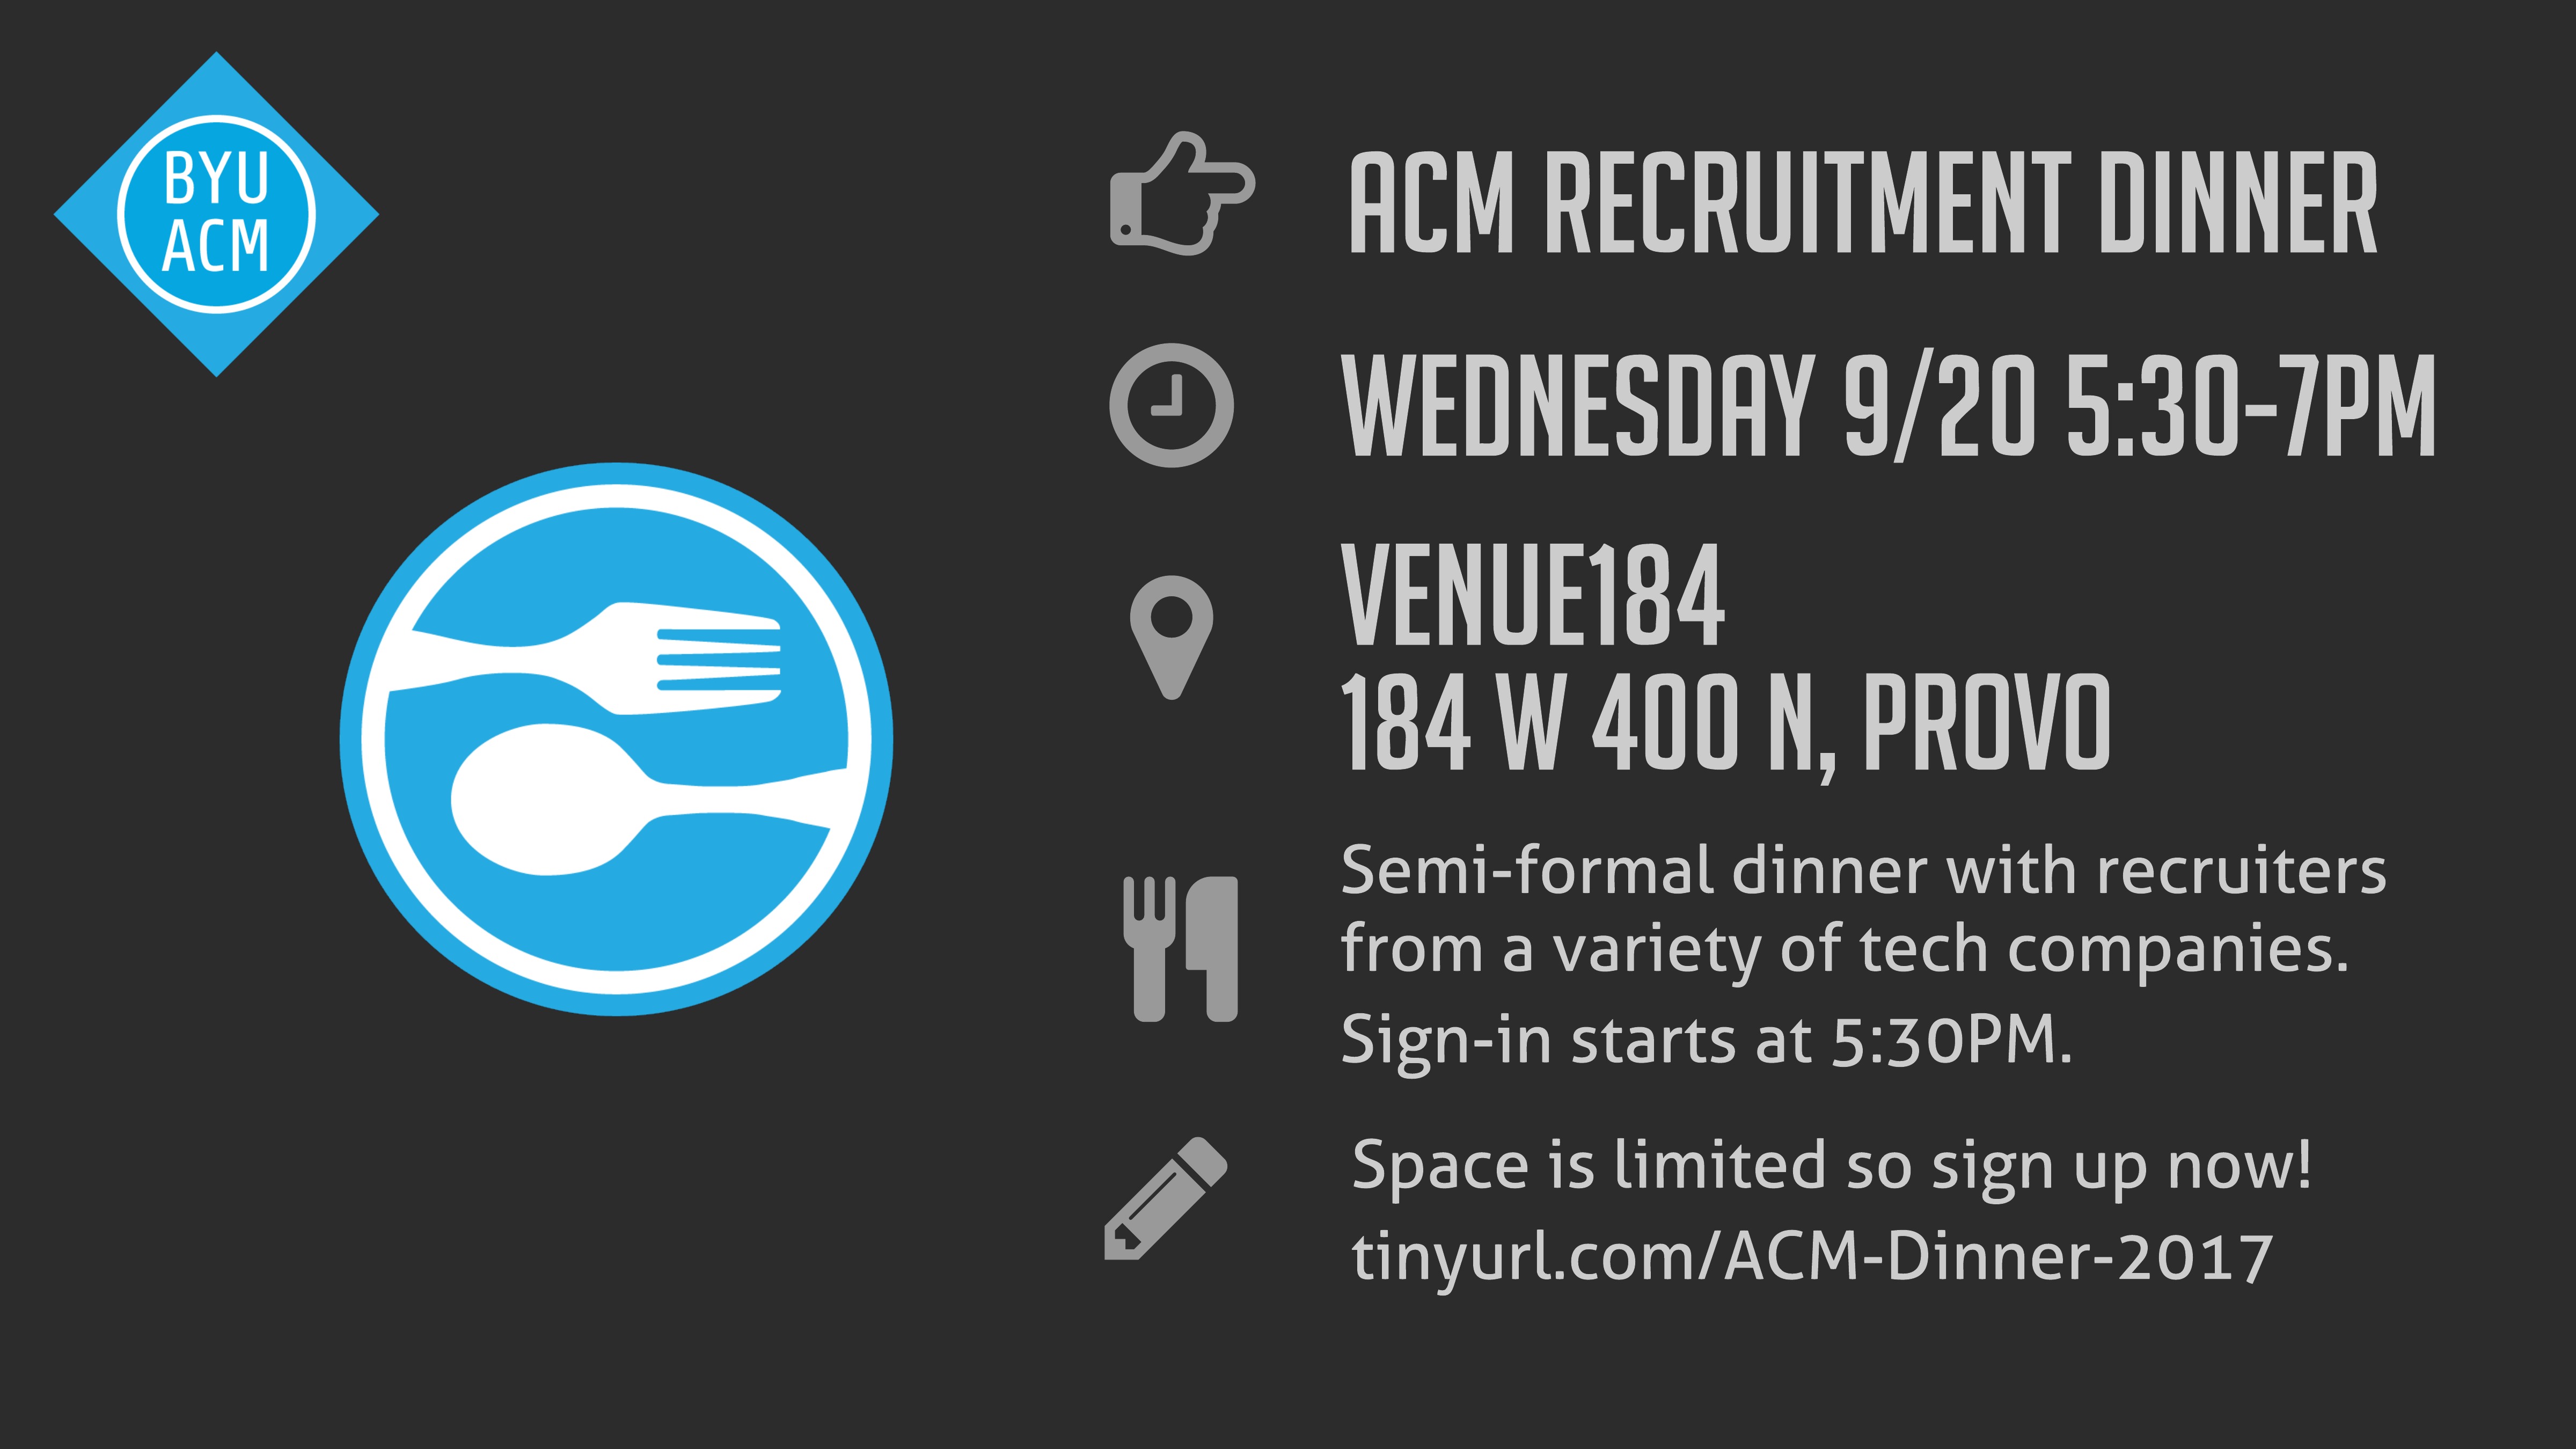 BYU
ACM
ACM RECRUITMENT DINNER
WEDNESDAY 9/20 5:30-7PM
VENUE184
184 W 400 N, PROVO
Semi-formal dinner with recruiters
from a variety of tech companies.
Sign-in starts at 5:30PM.
Space is limited so sign up now!
tinyurl.com/ACM-Dinner-2017